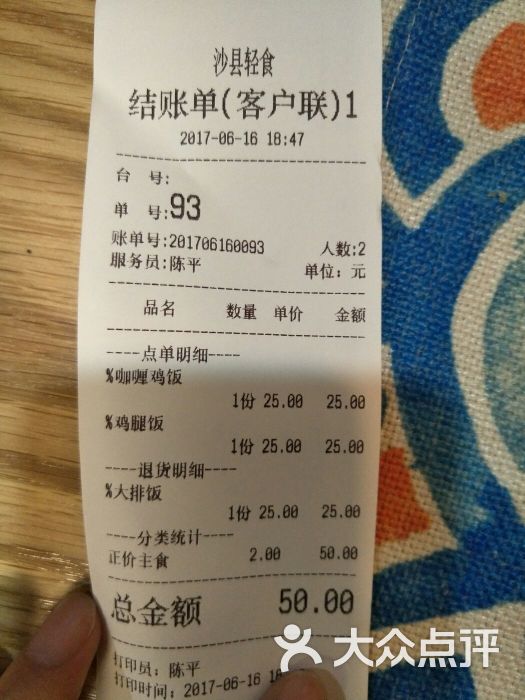 沙县轻食
结账单(客户联)1
2017-06-16 18:47
台 号:
单 号:93
账单号:201706160093 人数:2
服务员:陈平 单位: 元
品名 数量 单价 金额
----点单明细----
%咖喱鸡饭
1份 25.00 25.00
%鸡腿饭
1份 25.00 25.00
----退货明细----
%大排饭
1份 25.00 25.00
----分类统计----
正价主食 2.00 50.00
总金额 50.00
打印员: 陈平
打印时间: 2017-06-16 18
大众点评